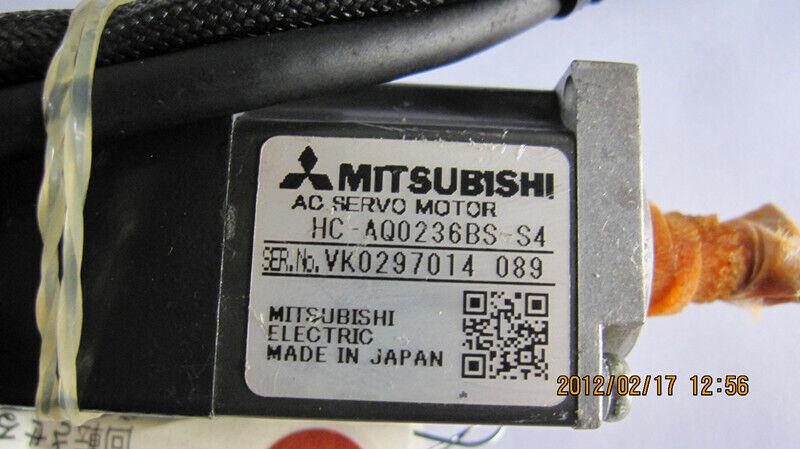 MITSUBISHI
AC SERVO MOTOR
HC-AQ0236BS-S4
SER.No. VK0297014 089
MITSUBISHI
ELECTRIC
MADE IN JAPAN
2012/02/17 12:56
回